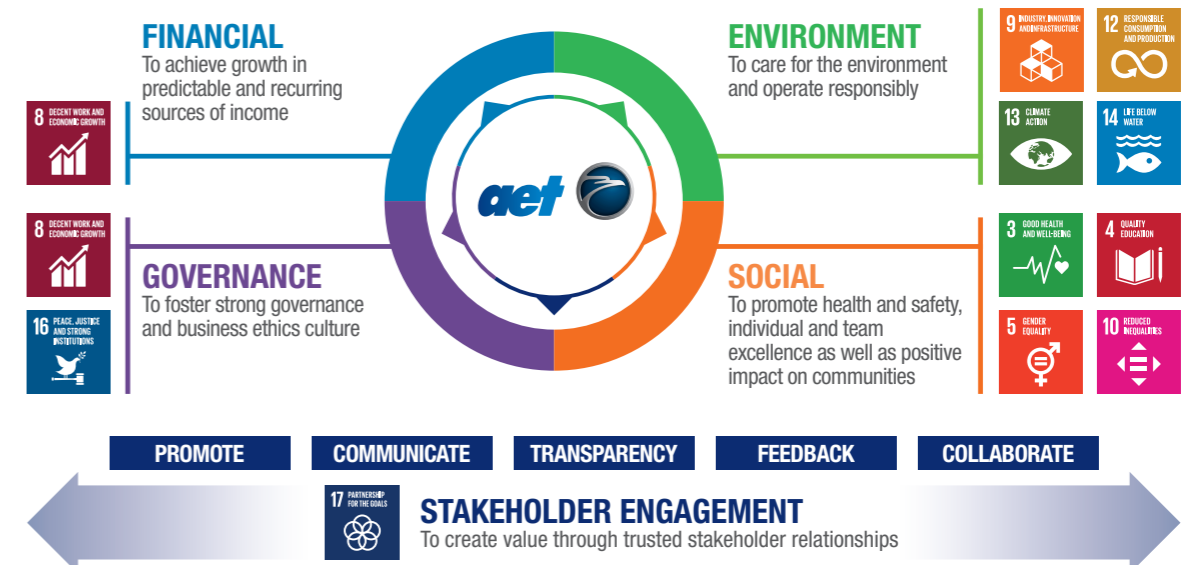 FINANCIAL
To achieve growth in
predictable and recurring
sources of income
8 DECENT WORK AND
ECONOMIC GROWTH
ENVIRONMENT
To care for the environment
and operate responsibly
9 INDUSTRY, INNOVATION
AND INFRASTRUCTURE
12 RESPONSIBLE
CONSUMPTION
AND PRODUCTION
13 CLIMATE
ACTION
14 LIFE BELOW
WATER
aet
8 DECENT WORK AND
ECONOMIC GROWTH
16 PEACE, JUSTICE
AND STRONG
INSTITUTIONS
GOVERNANCE
To foster strong governance
and business ethics culture
SOCIAL
To promote health and safety,
individual and team
excellence as well as positive
impact on communities
3 GOOD HEALTH
AND WELL-BEING
4 QUALITY
EDUCATION
5 GENDER
EQUALITY
10 REDUCED
INEQUALITIES
PROMOTE
COMMUNICATE
TRANSPARENCY
FEEDBACK
COLLABORATE
17 PARTNERSHIP
FOR THE GOALS
STAKEHOLDER ENGAGEMENT
To create value through trusted stakeholder relationships